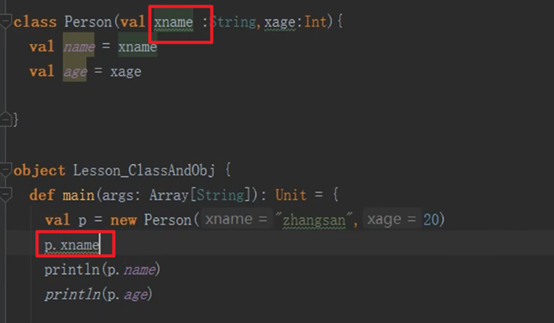 class Person(val xname :String,xage:Int){
val name = xname
val age = xage
}
object Lesson_ClassAndObj {
def main(args: Array[String]): Unit = {
val p = new Person( xname = "zhangsan", xage = 20)
p.xname
println(p.name)
println(p.age)